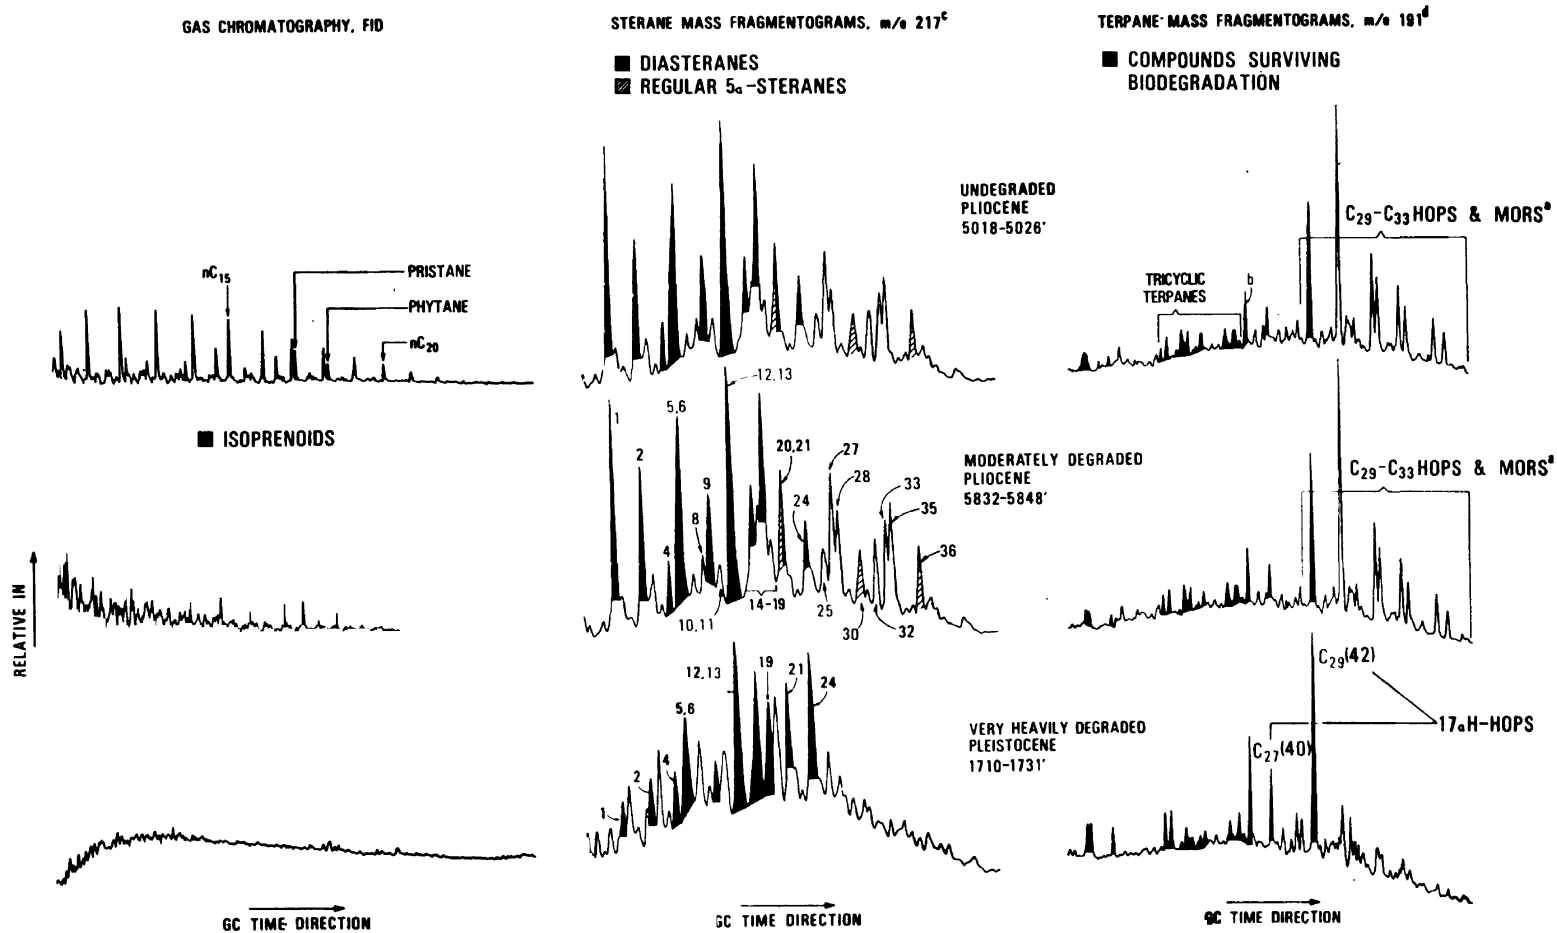 GAS CHROMATOGRAPHY, FID
STERANE MASS FRAGMENTOGRAMS, m/e 217c
TERPANE MASS FRAGMENTOGRAMS, m/e 191d
DIASTERANES
REGULAR 5a-STERANES
COMPOUNDS SURVIVING
BIODEGRADATION
UNDEGRADED
PLIOCENE
5018-5026'
C29-C33 HOPS & MORSa
nC15
PRISTANE
PHYTANE
nC20
TRICYCLIC
TERPANES
b
ISOPRENOIDS
1
2
4
5,6
8
9
10,11
12,13
14-19
20,21
24
25
27
28
30
32
33
35
36
MODERATELY DEGRADED
PLIOCENE
5832-5848'
C29-C33 HOPS & MORSa
RELATIVE IN
1
2
4
5,6
12,13
19
21
24
VERY HEAVILY DEGRADED
PLEISTOCENE
1710-1731'
C29(42)
C27(40)
17aH-HOPS
GC TIME DIRECTION
GC TIME DIRECTION
GC TIME DIRECTION